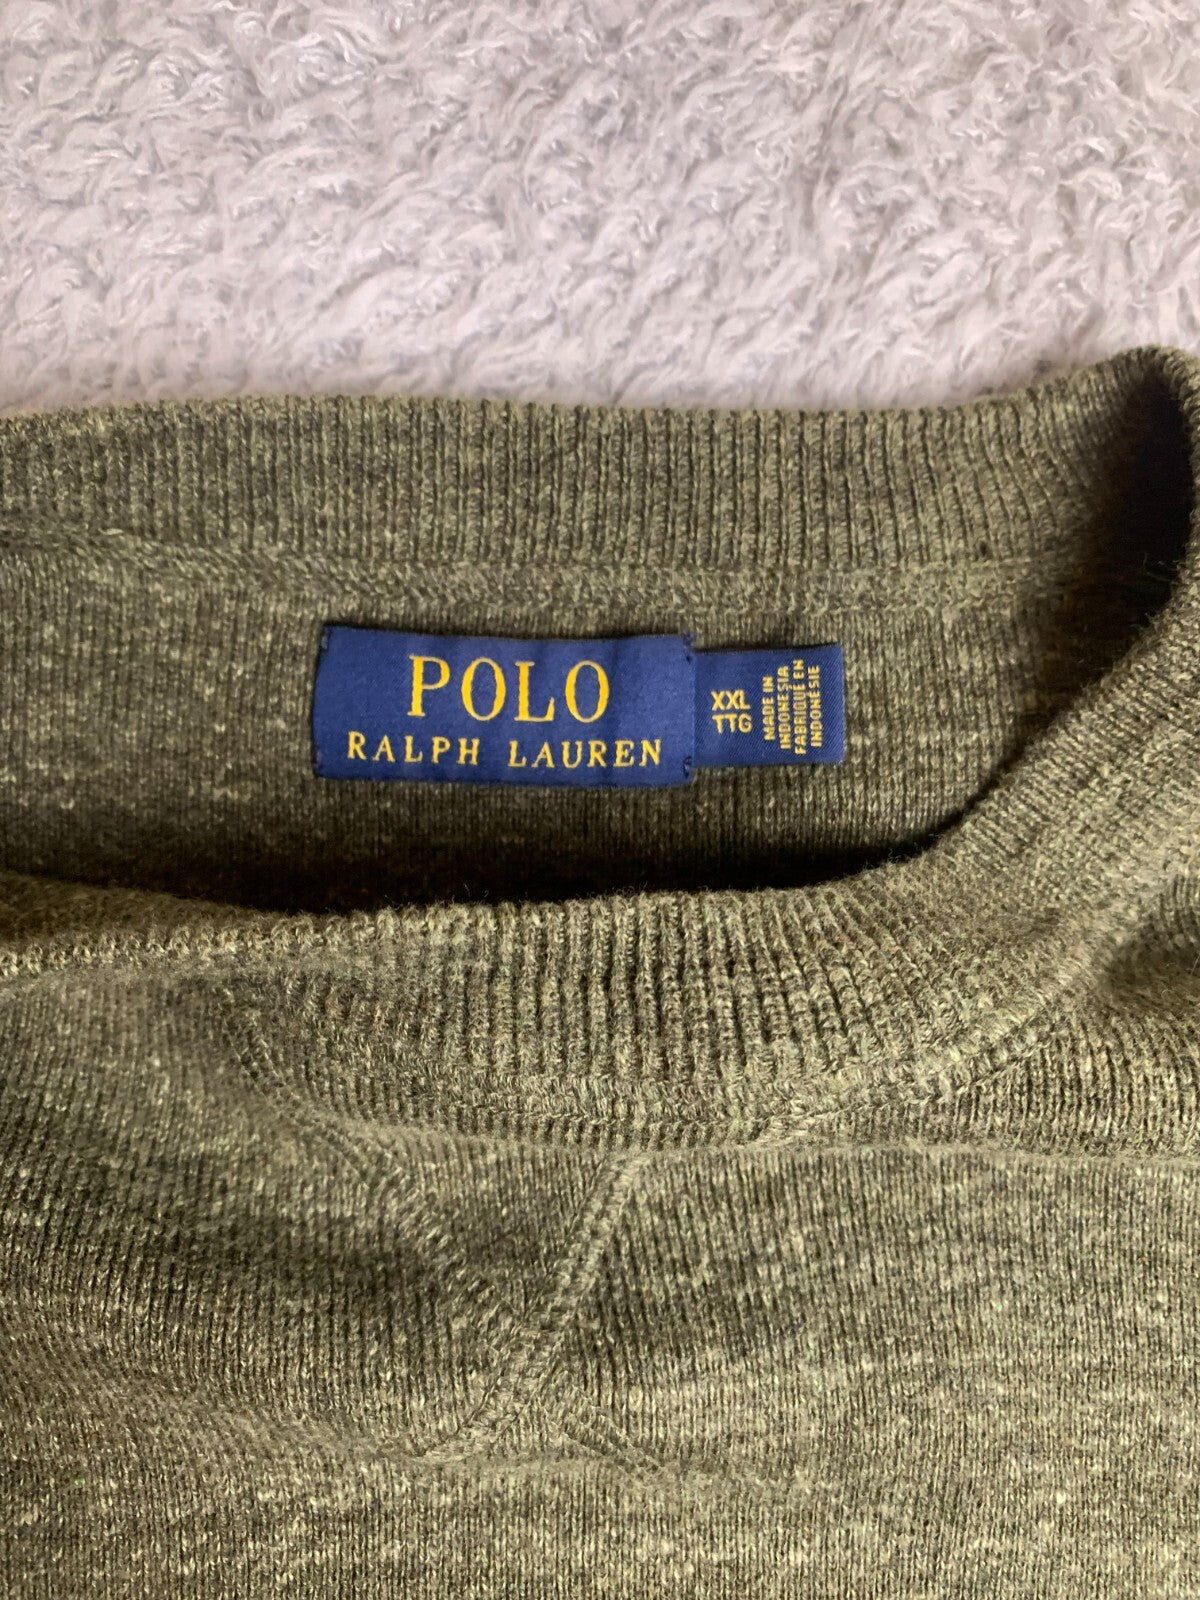 POLO
RALPH LAUREN
XXL
TTG
MADE IN
INDONESIA
FABRIQUÉ EN
INDONÉSIE